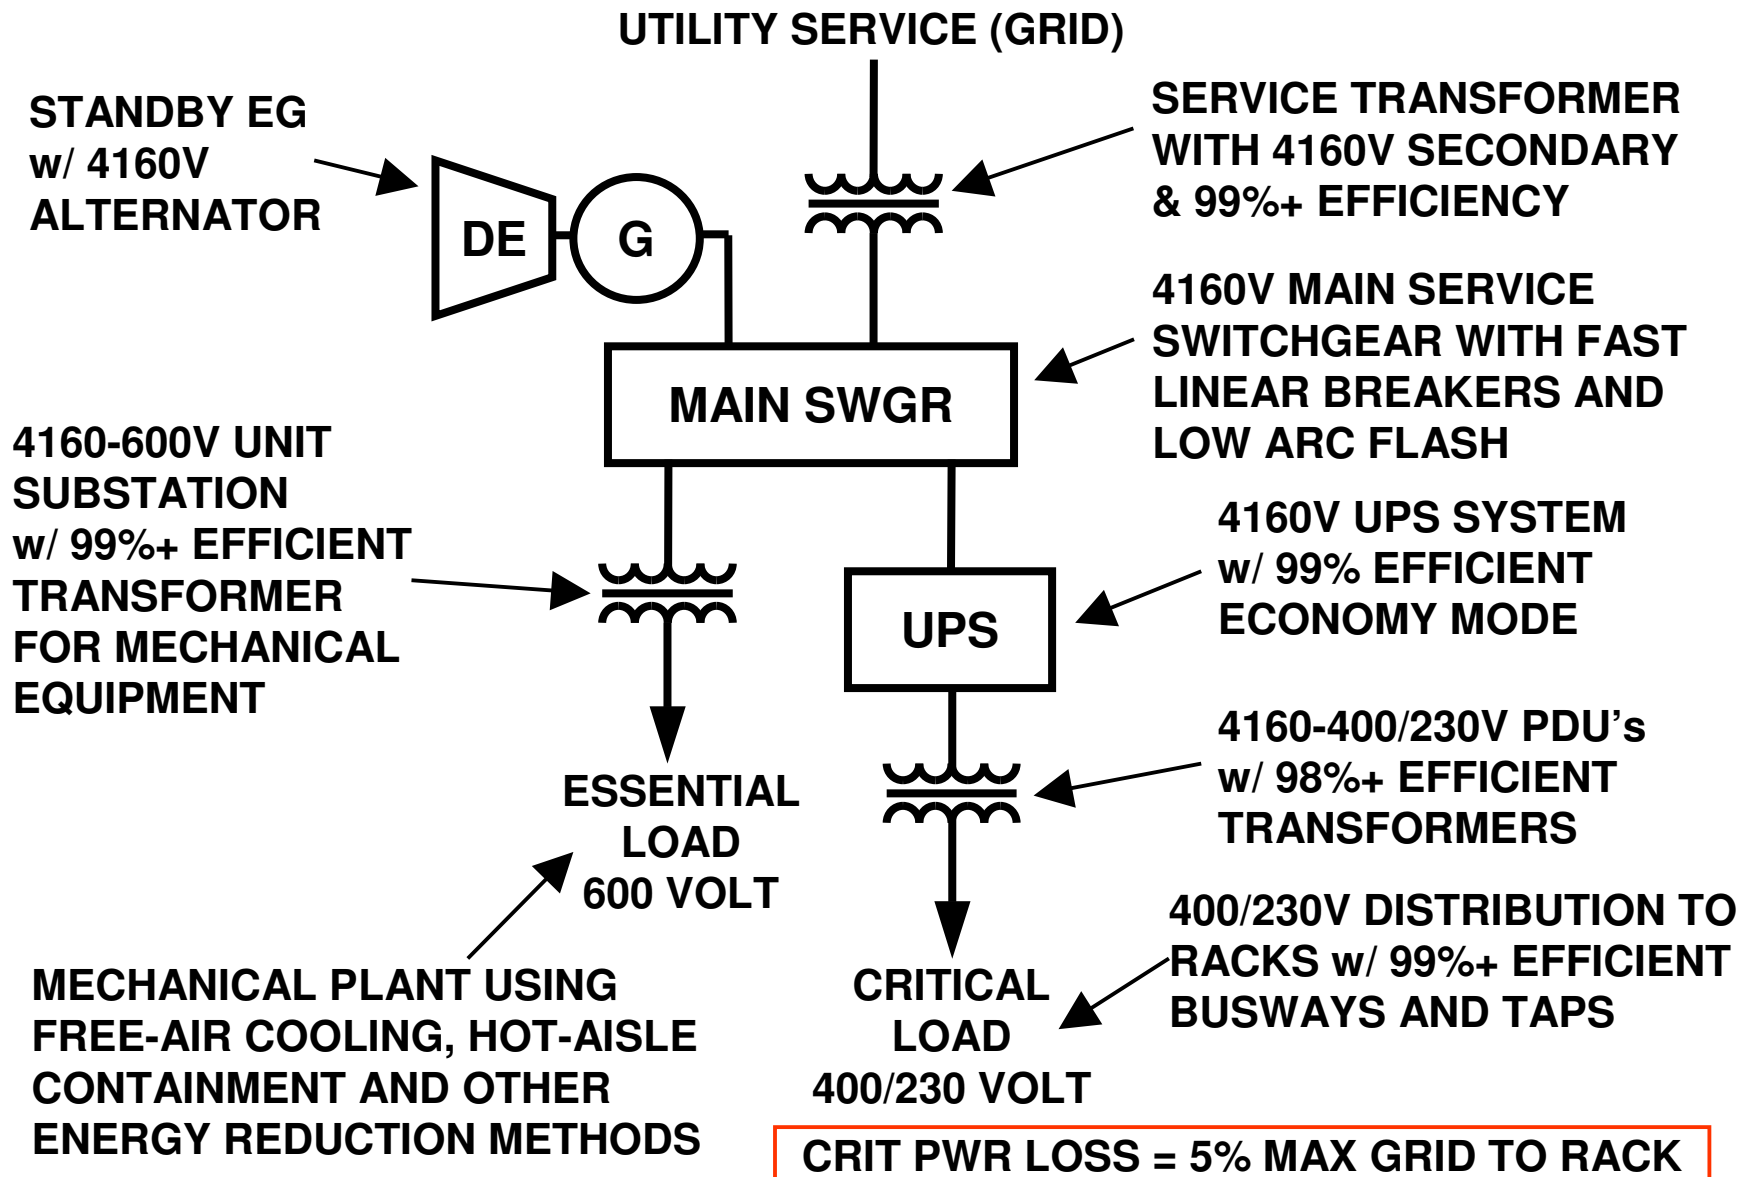 UTILITY SERVICE (GRID)
STANDBY EG
w/ 4160V
ALTERNATOR
DE
G
SERVICE TRANSFORMER
WITH 4160V SECONDARY
& 99%+ EFFICIENCY
4160V MAIN SERVICE
SWITCHGEAR WITH FAST
LINEAR BREAKERS AND
LOW ARC FLASH
MAIN SWGR
4160-600V UNIT
SUBSTATION
w/ 99%+ EFFICIENT
TRANSFORMER
FOR MECHANICAL
EQUIPMENT
4160V UPS SYSTEM
w/ 99% EFFICIENT
ECONOMY MODE
UPS
4160-400/230V PDU's
w/ 98%+ EFFICIENT
TRANSFORMERS
ESSENTIAL
LOAD
600 VOLT
400/230V DISTRIBUTION TO
RACKS w/ 99%+ EFFICIENT
BUSWAYS AND TAPS
MECHANICAL PLANT USING
FREE-AIR COOLING, HOT-AISLE
CONTAINMENT AND OTHER
ENERGY REDUCTION METHODS
CRITICAL
LOAD
400/230 VOLT
CRIT PWR LOSS = 5% MAX GRID TO RACK